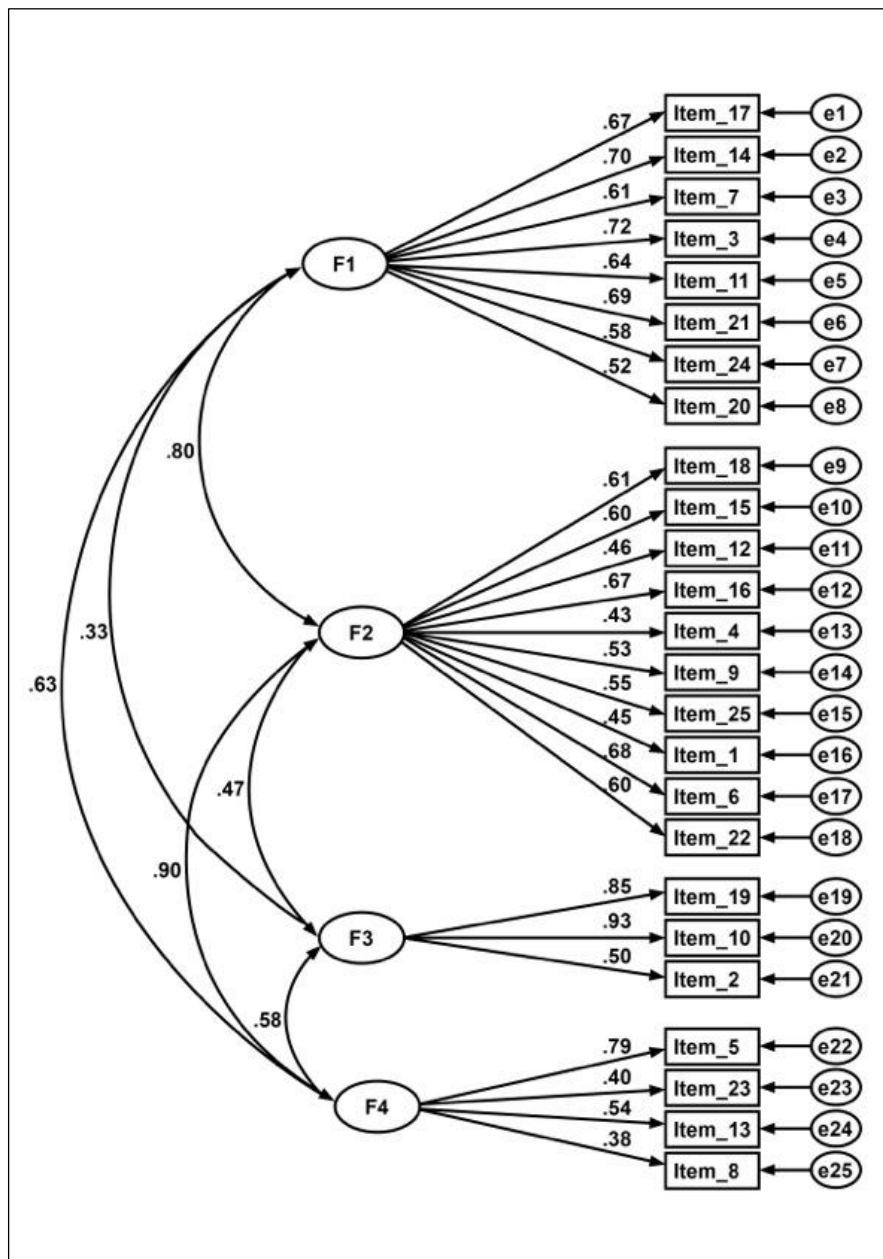 .67 Item_17 e1
.70 Item_14 e2
.61 Item_7 e3
.72 Item_3 e4
F1
.64 Item_11 e5
.69 Item_21 e6
.58 Item_24 e7
.52 Item_20 e8
.80
.61 Item_18 e9
.60 Item_15 e10
.46 Item_12 e11
.67 Item_16 e12
.33 F2 .43 Item_4 e13
.63 .53 Item_9 e14
.55 Item_25 e15
.45 Item_1 e16
.47 .68 Item_6 e17
.60 Item_22 e18
.90
.85 Item_19 e19
F3 .93 Item_10 e20
.50 Item_2 e21
.58
.79 Item_5 e22
.40 Item_23 e23
F4
.54 Item_13 e24
.38 Item_8 e25